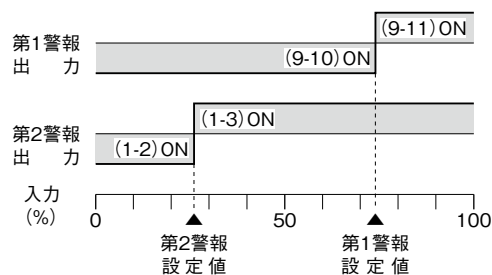 (9-11) ON
第1警報
出　力
(9-10) ON
(1-3) ON
第2警報
出　力
(1-2) ON
入力
(%)
0 50 100
第2警報
設定値
第1警報
設定値